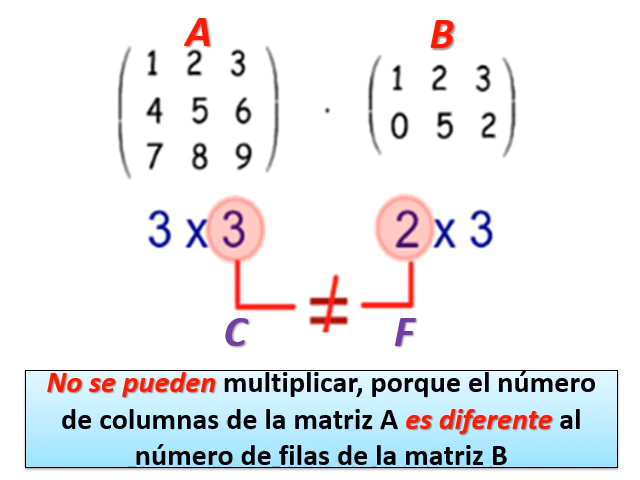 A B
1 2 3 1 2 3
4 5 6 · 0 5 2
7 8 9
3 x 3 2 x 3
≠
C F
No se pueden multiplicar, porque el número
de columnas de la matriz A es diferente al
número de filas de la matriz B